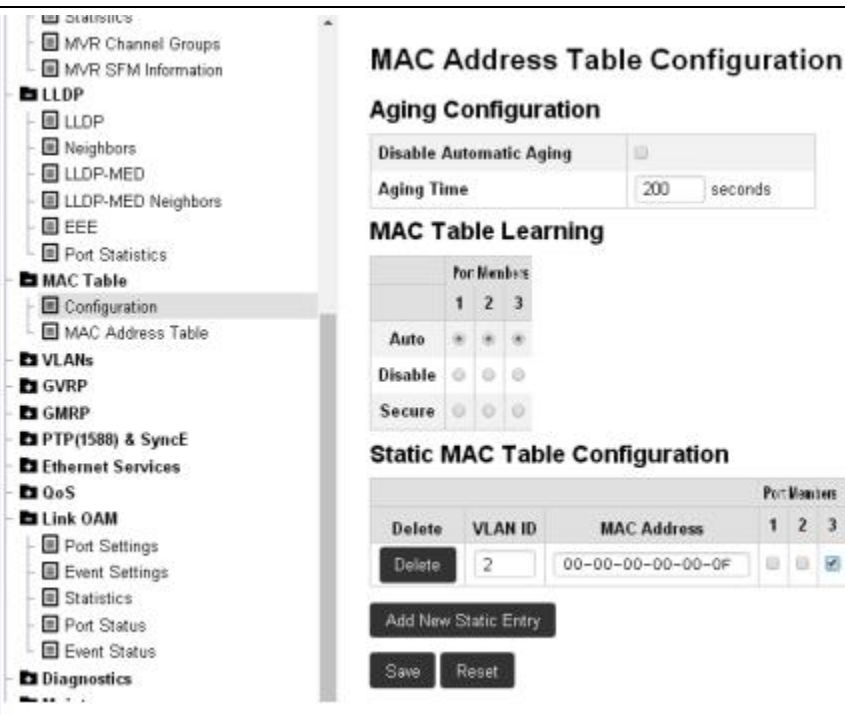 Statistics
MVR Channel Groups
MVR SFM Information
LLDP
LLDP
Neighbors
LLDP-MED
LLDP-MED Neighbors
EEE
Port Statistics
MAC Table
Configuration
MAC Address Table
VLANs
GVRP
GMRP
PTP(1588) & SyncE
Ethernet Services
QoS
Link OAM
Port Settings
Event Settings
Statistics
Port Status
Event Status
Diagnostics
MAC Address Table Configuration
Aging Configuration
Disable Automatic Aging
Aging Time 200 seconds
MAC Table Learning
Port Members
1 2 3
Auto
Disable
Secure
Static MAC Table Configuration
Port Members
Delete VLAN ID MAC Address 1 2 3
Delete 2 00-00-00-00-00-0F
Add New Static Entry
Save Reset